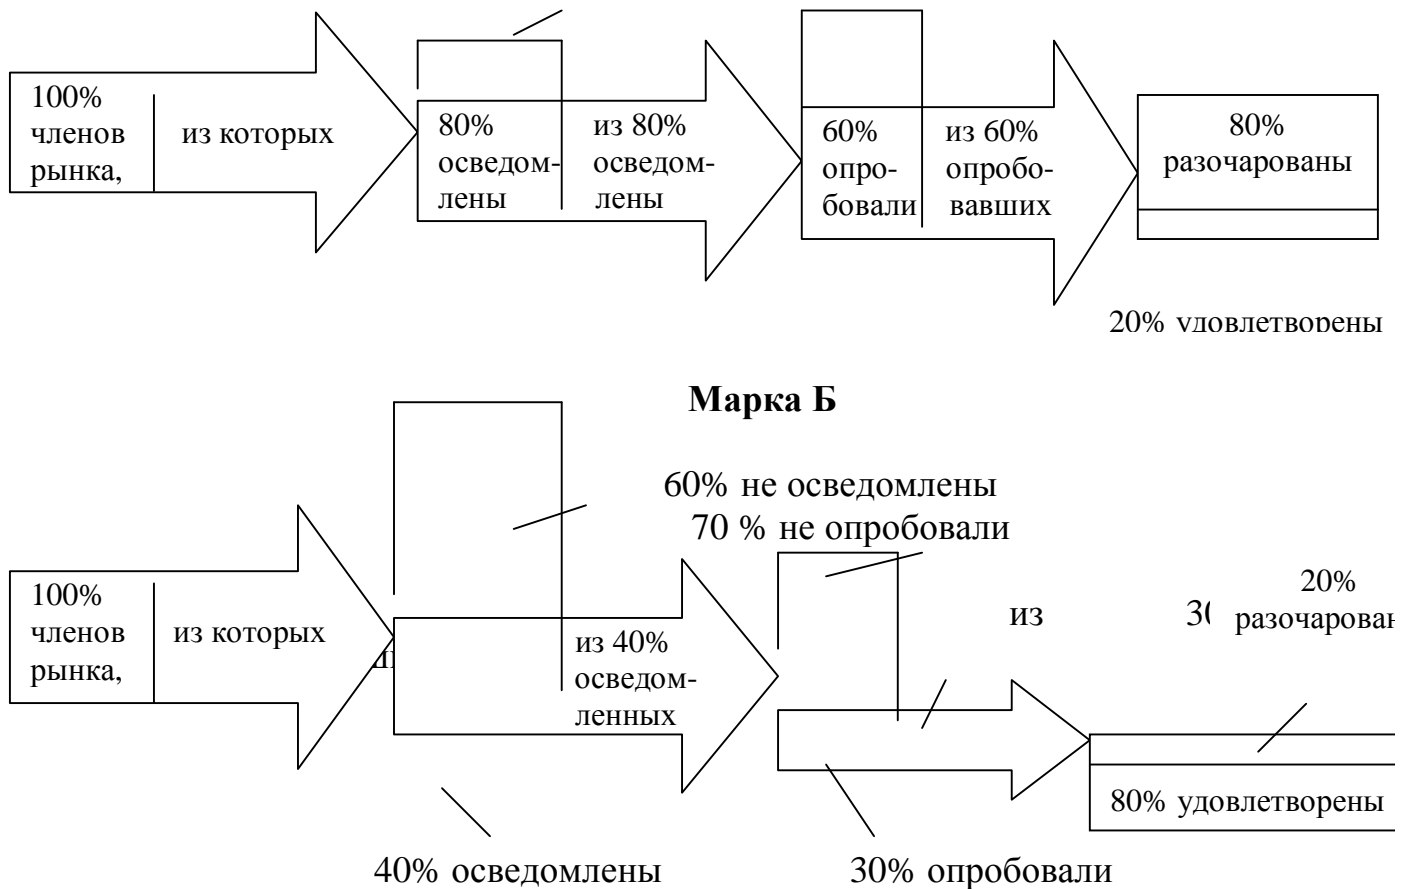 100%
членов
рынка,
из которых
80%
осведом-
лены
из 80%
осведом-
лены
60%
опро-
бовали
из 60%
опробо-
вавших
80%
разочарованы
20% удовлетворены
Марка Б
60% не осведомлены
70 % не опробовали
100%
членов
рынка,
из которых
из 40%
осведом-
ленных
из
20%
80% удовлетворены
40% осведомлены
30% опробовали